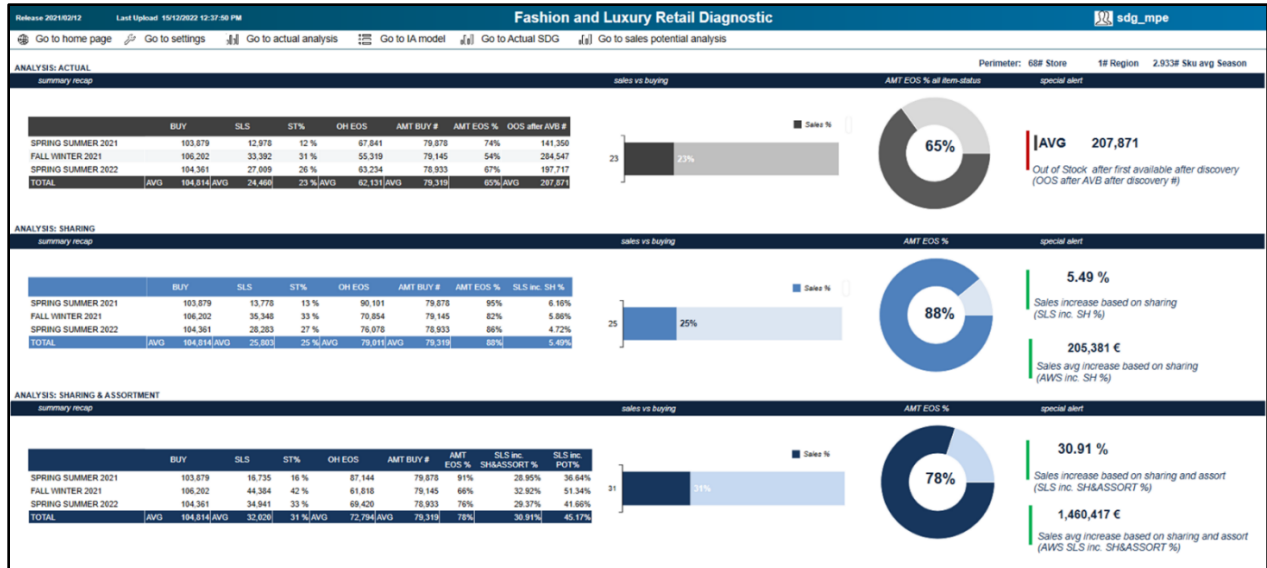 Release 2021/02/12 Last Upload 15/12/2022 12:37:50 PM Fashion and Luxury Retail Diagnostic sdg_mpe
Go to home page Go to settings Go to actual analysis Go to IA model Go to Actual SDG Go to sales potential analysis
Perimeter: 68# Store 1# Region 2.933# Sku avg Season
ANALYSIS: ACTUAL
summary recap sales vs buying AMT EOS % all item-status special alert
BUY SLS ST% OH EOS AMT BUY # AMT EOS % OOS after AVB #
SPRING SUMMER 2021 103,879 12,978 12 % 67,841 79,878 74% 141,350
FALL WINTER 2021 106,202 33,392 31 % 55,319 79,145 54% 284,547
SPRING SUMMER 2022 104,361 27,009 26 % 63,234 78,933 67% 197,717
TOTAL AVG 104,814 AVG 24,460 23 % AVG 62,131 AVG 79,319 65% AVG 207,871
Sales %
23 23%
65%
AVG 207,871
Out of Stock after first available after discovery
(OOS after AVB after discovery #)
ANALYSIS: SHARING
summary recap sales vs buying AMT EOS % special alert
BUY SLS ST% OH EOS AMT BUY # AMT EOS % SLS inc. SH %
SPRING SUMMER 2021 103,879 13,778 13 % 90,101 79,878 95% 6.16%
FALL WINTER 2021 106,202 35,348 33 % 70,854 79,145 82% 5.86%
SPRING SUMMER 2022 104,361 28,283 27 % 76,078 78,933 86% 4.72%
TOTAL AVG 104,814 AVG 25,803 25 % AVG 79,011 AVG 79,319 88% 5.49%
Sales %
25 25%
88%
5.49 %
Sales increase based on sharing
(SLS inc. SH %)
205,381 €
Sales avg increase based on sharing
(AWS inc. SH %)
ANALYSIS: SHARING & ASSORTMENT
summary recap sales vs buying AMT EOS % special alert
BUY SLS ST% OH EOS AMT BUY # AMT EOS % SLS inc. SH&ASSORT % SLS inc. POT%
SPRING SUMMER 2021 103,879 16,735 16 % 87,144 79,878 91% 28.95% 36.64%
FALL WINTER 2021 106,202 44,384 42 % 61,818 79,145 66% 32.92% 51.34%
SPRING SUMMER 2022 104,361 34,941 33 % 69,420 78,933 76% 29.37% 41.66%
TOTAL AVG 104,814 AVG 32,020 31 % AVG 72,794 AVG 79,319 78% 30.91% 45.17%
Sales %
31 31%
78%
30.91 %
Sales increase based on sharing and assort
(SLS inc. SH&ASSORT %)
1,460,417 €
Sales avg increase based on sharing and assort
(AWS SLS inc. SH&ASSORT %)